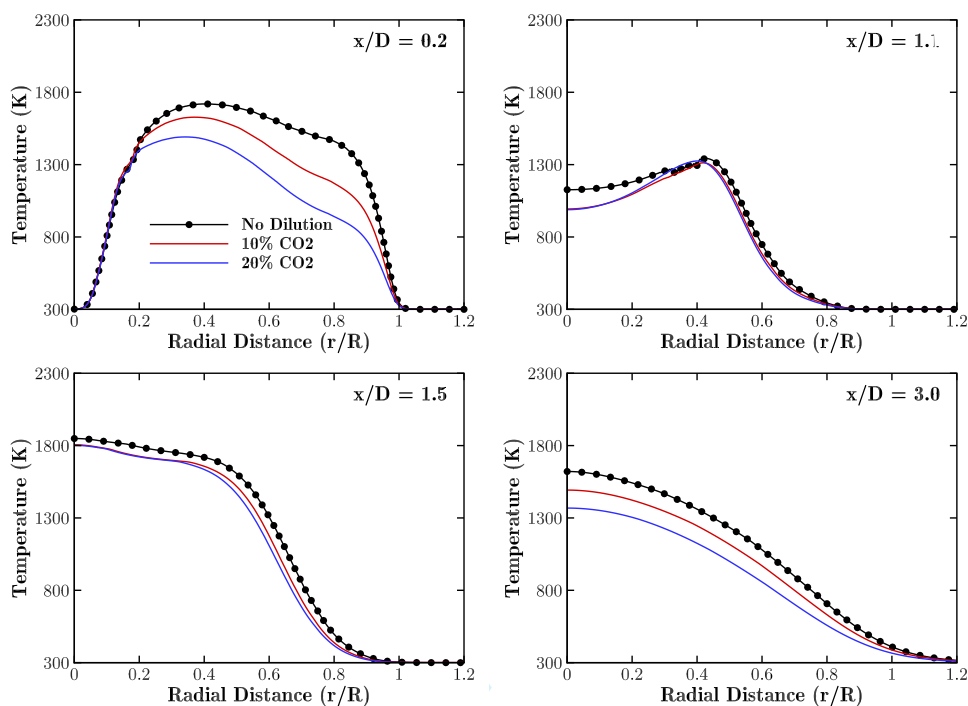 x/D = 0.2
2300
1800
1300
800
300
Temperature (K)
No Dilution
10% CO2
20% CO2
0 0.2 0.4 0.6 0.8 1 1.2
Radial Distance (r/R)
x/D = 1.1
2300
1800
1300
800
300
Temperature (K)
0 0.2 0.4 0.6 0.8 1 1.2
Radial Distance (r/R)
x/D = 1.5
2300
1800
1300
800
300
Temperature (K)
0 0.2 0.4 0.6 0.8 1 1.2
Radial Distance (r/R)
x/D = 3.0
2300
1800
1300
800
300
Temperature (K)
0 0.2 0.4 0.6 0.8 1 1.2
Radial Distance (r/R)